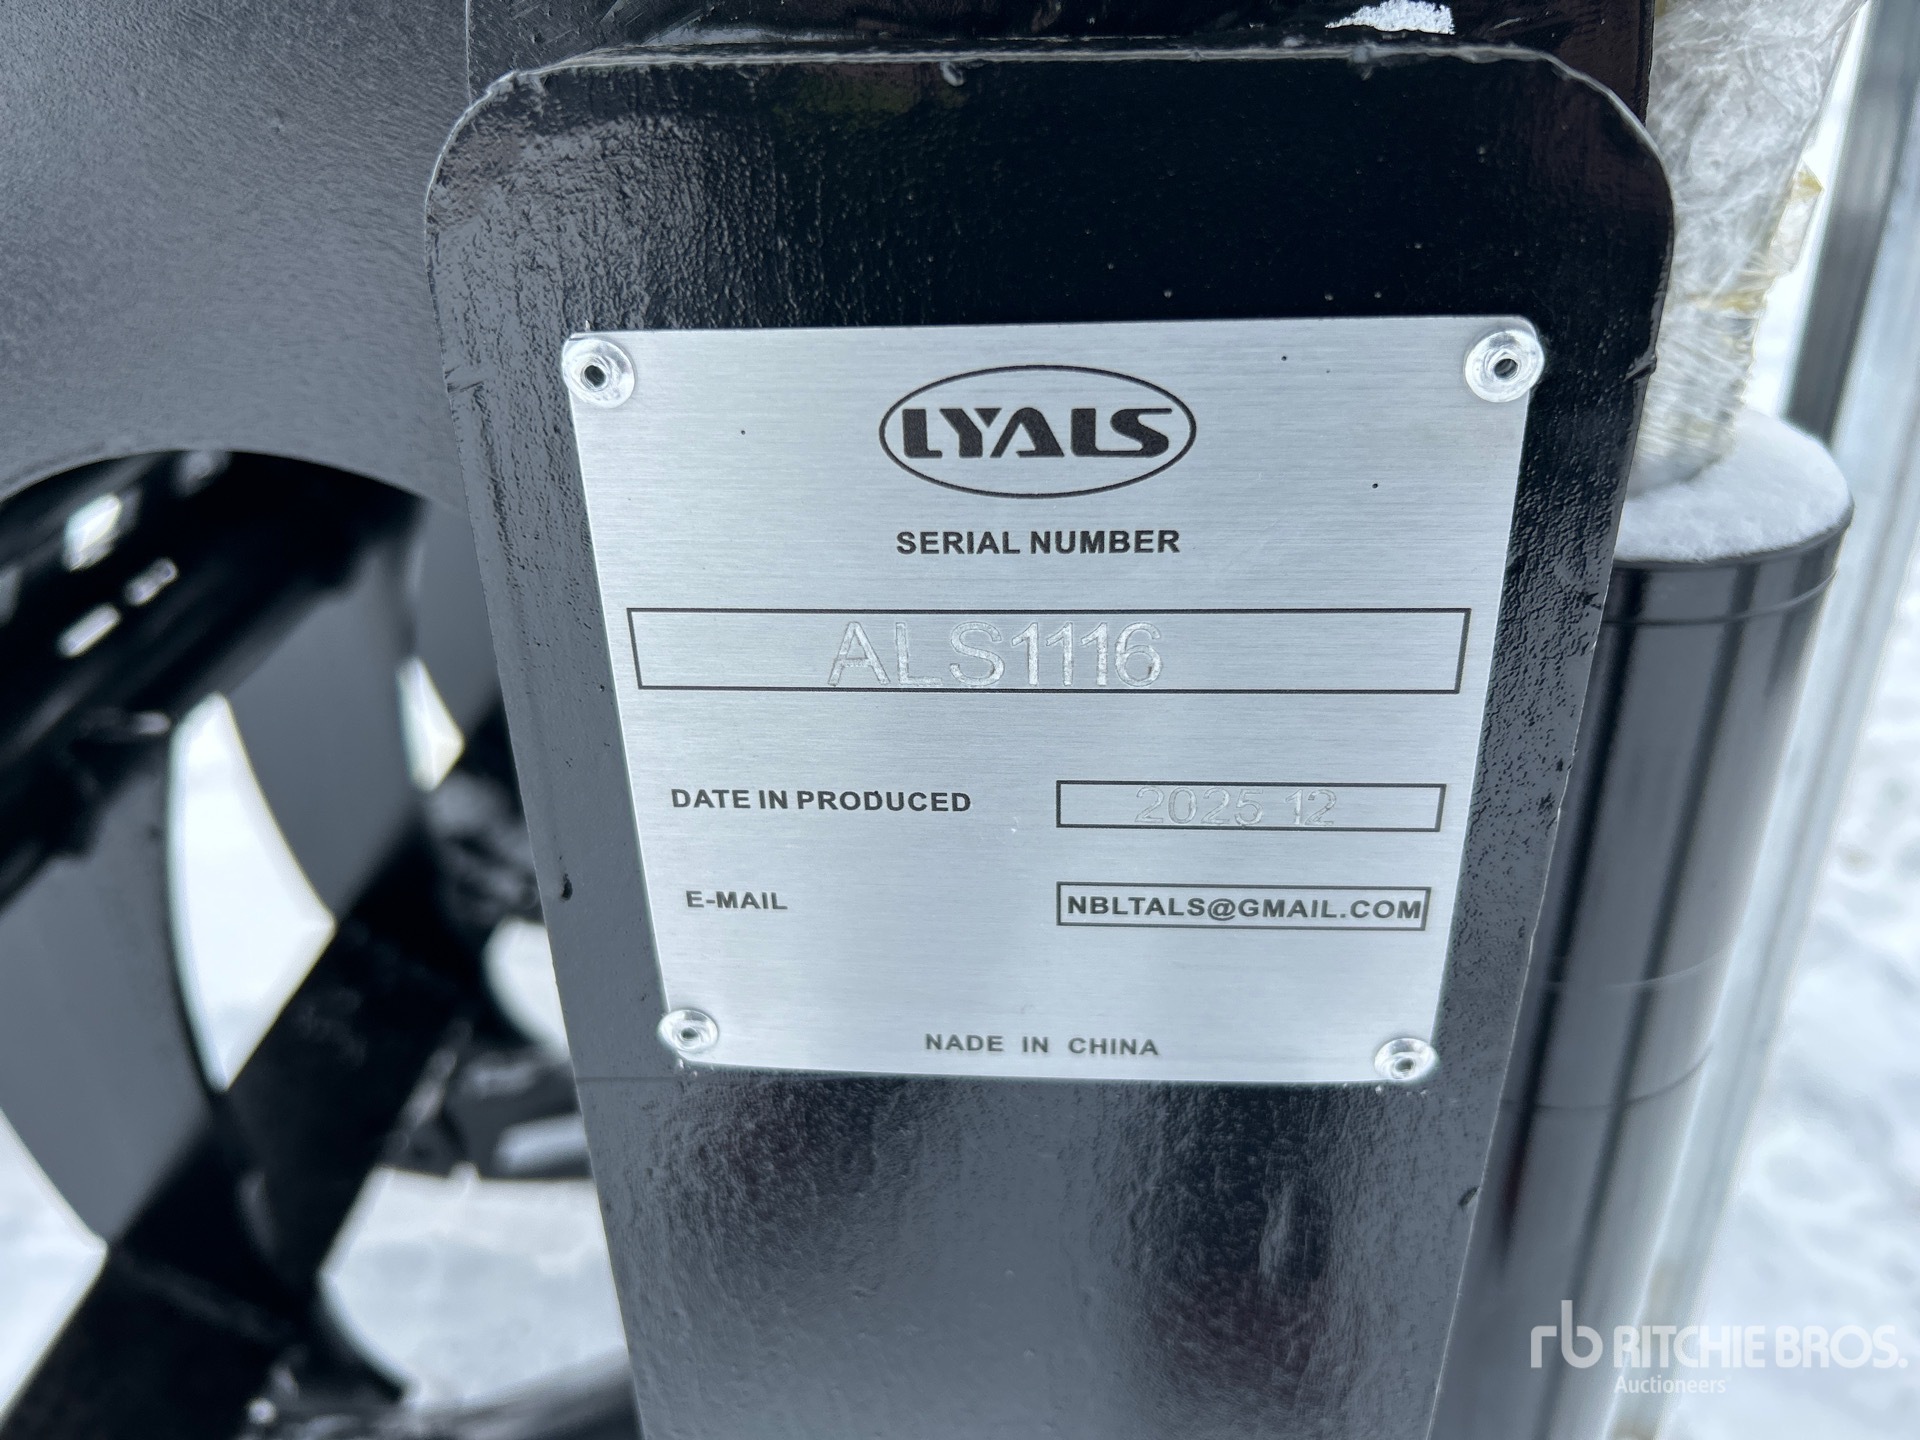 LYALS
SERIAL NUMBER
ALS1116
DATE IN PRODUCED 2025 12
E-MAIL NBLTALS@GMAIL.COM
NADE IN CHINA
rb RITCHIE BROS.
Auctioneers